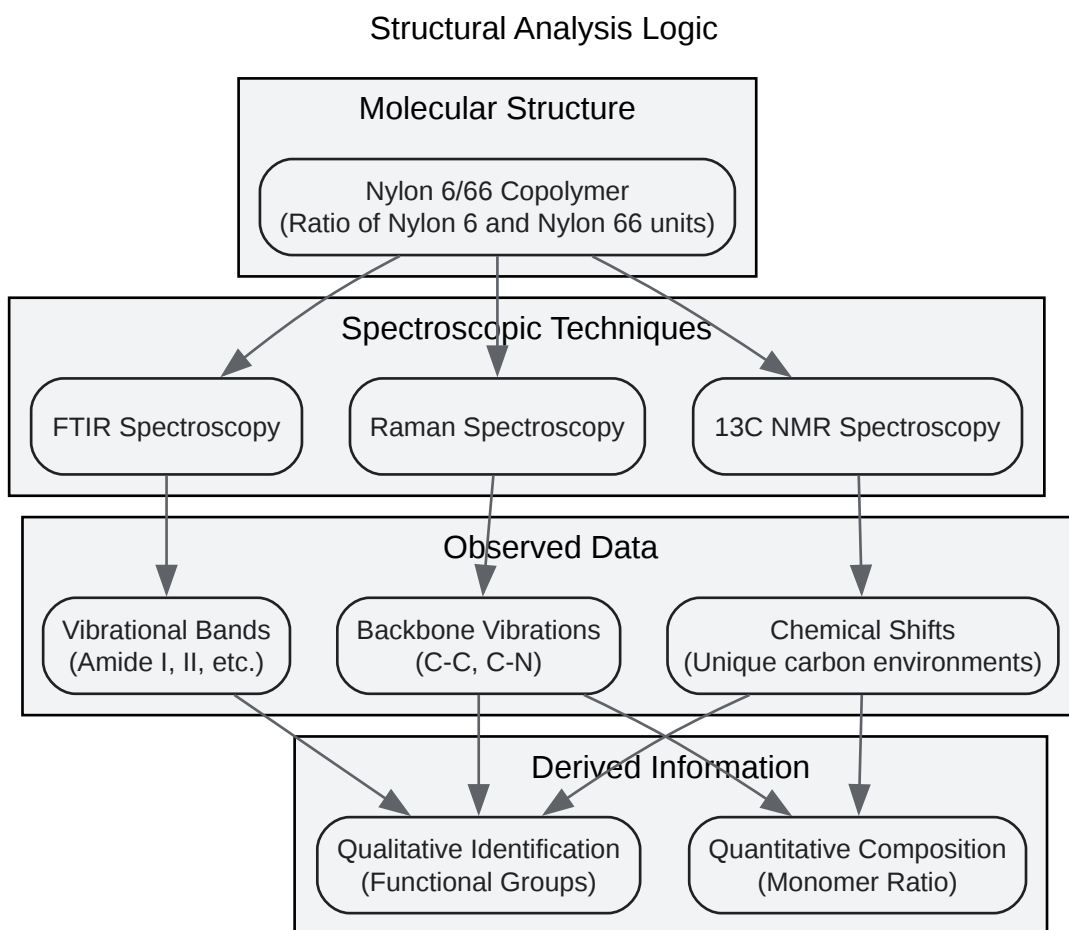 Structural Analysis Logic
Molecular Structure
Nylon 6/66 Copolymer
(Ratio of Nylon 6 and Nylon 66 units)
Spectroscopic Techniques
FTIR Spectroscopy
Raman Spectroscopy
13C NMR Spectroscopy
Observed Data
Vibrational Bands
(Amide I, II, etc.)
Backbone Vibrations
(C-C, C-N)
Chemical Shifts
(Unique carbon environments)
Derived Information
Qualitative Identification
(Functional Groups)
Quantitative Composition
(Monomer Ratio)